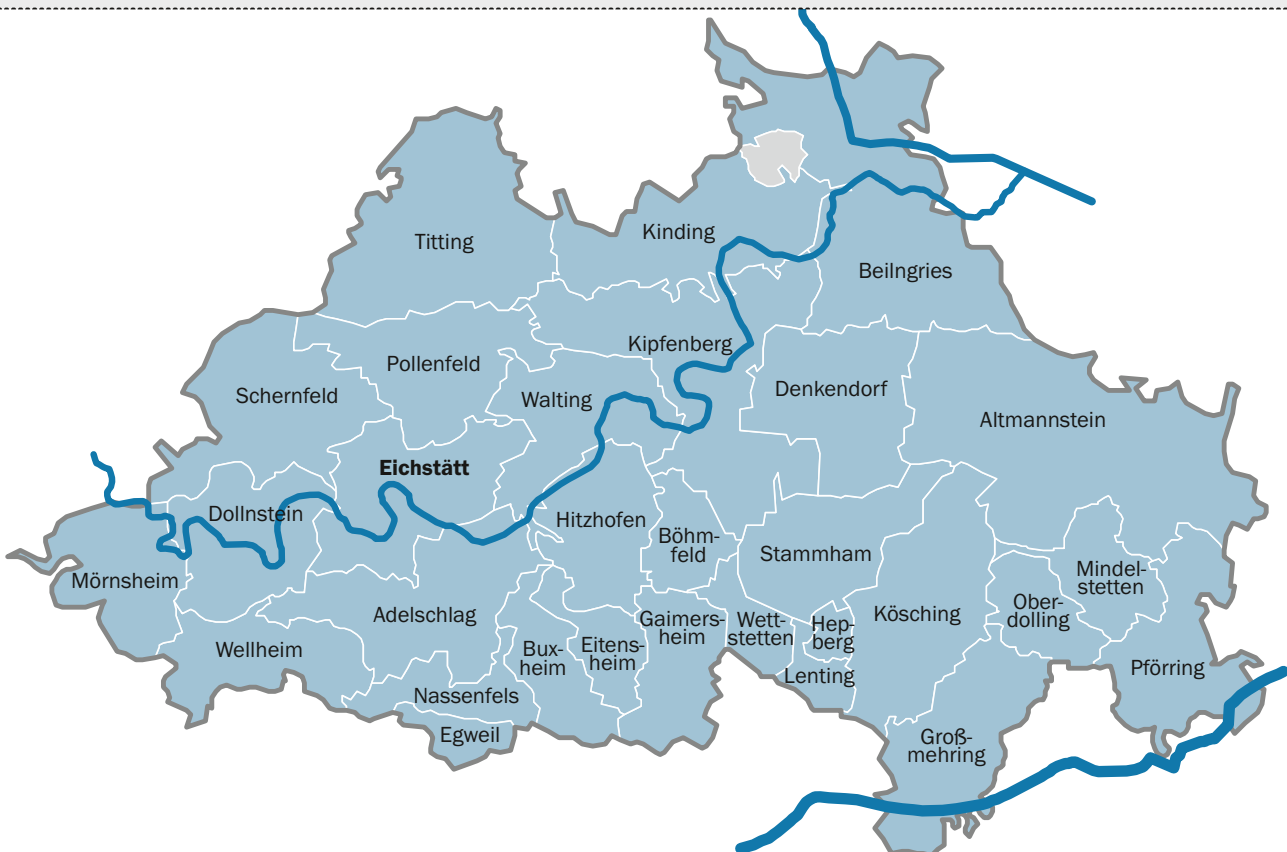 Titting
Kinding
Beilngries
Kipfenberg
Pollenfeld
Schernfeld
Walting
Denkendorf
Altmannstein
Eichstätt
Dollnstein
Hitzhofen
Böhm-
feld
Stammham
Mörnsheim
Mindel-
stetten
Adelschlag
Kösching
Ober-
dolling
Gaimers-
heim
Wett-
stetten
Hep-
berg
Wellheim
Bux-
heim
Eitens-
heim
Lenting
Pförring
Nassenfels
Egweil
Groß-
mehring